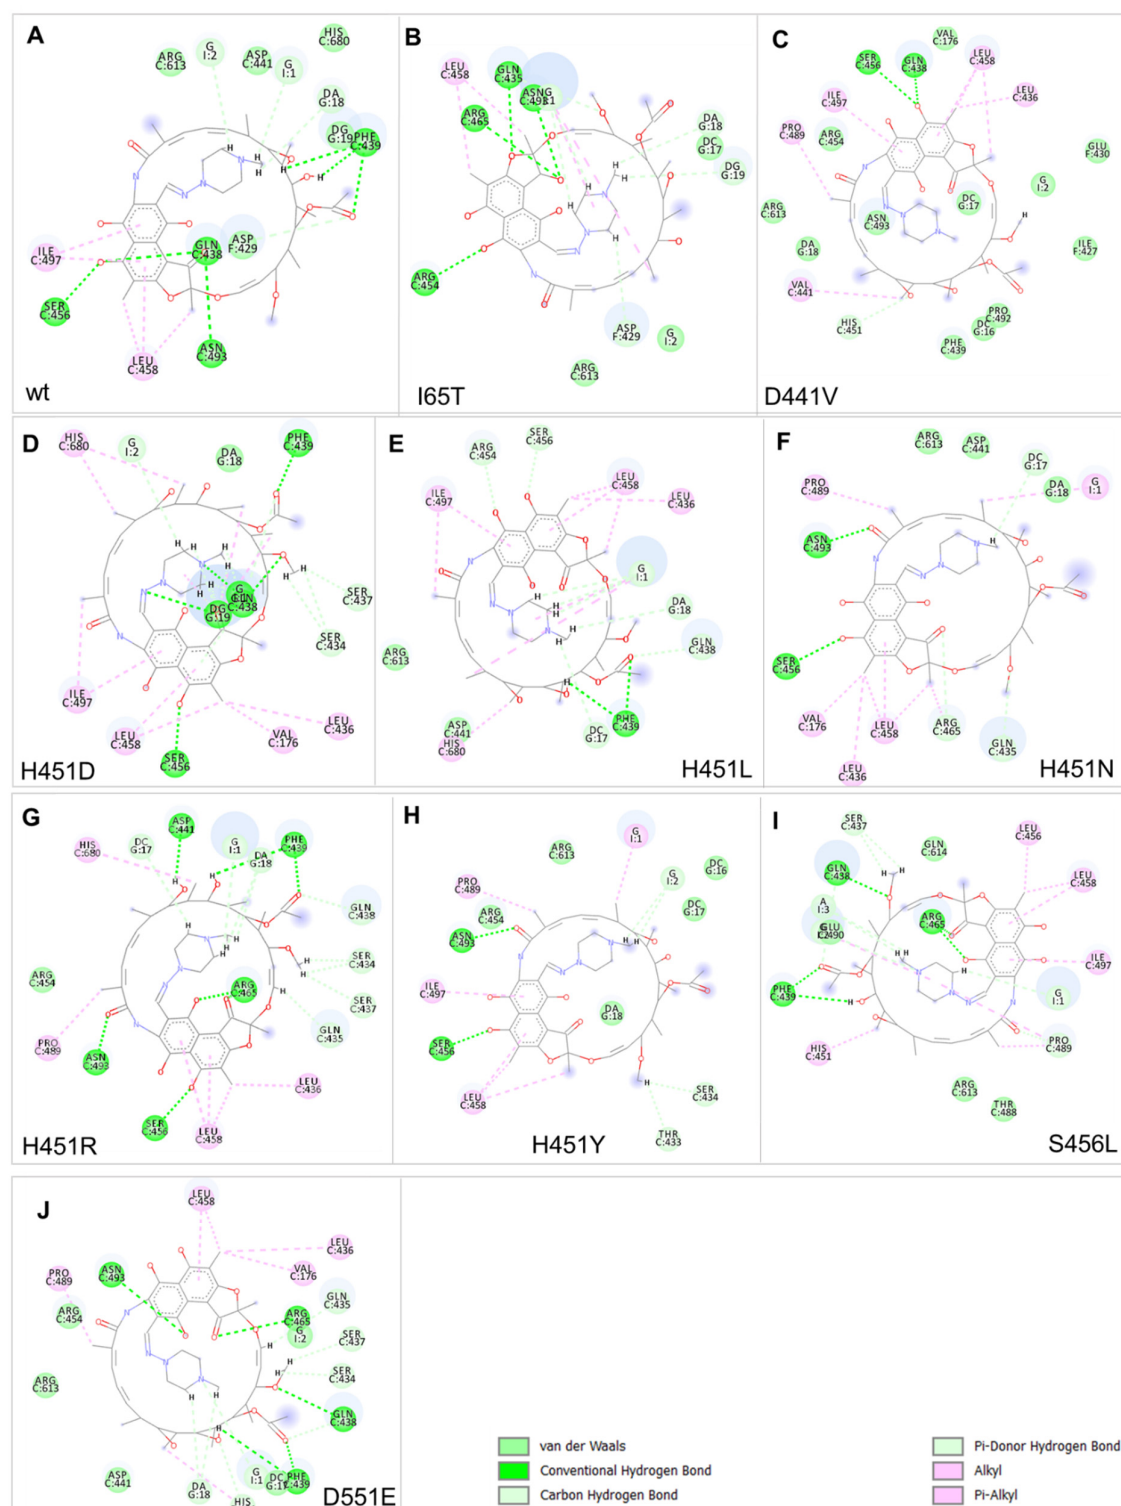 A
ARG
C:613
G
I:2
ASP
C:441
G
I:1
HIS
C:680
DA
G:18
DG
G:19
PHE
C:439
ILE
C:497
GLN
C:438
ASP
F:429
SER
C:456
LEU
C:458
ASN
C:493
wt
B
LEU
C:458
GLN
C:435
ARG
C:465
DA
G:18
DC
G:17
DG
G:19
ARG
C:454
ASP
F:429
G
I:2
ARG
C:613
I65T
C
SER
C:456
GLN
C:438
VAL
C:176
LEU
C:458
ILE
C:497
LEU
C:436
PRO
C:489
ARG
C:454
GLU
F:430
G
I:2
DC
G:17
ARG
C:613
ASN
C:493
DA
G:18
ILE
F:427
VAL
C:441
HIS
C:451
PRO
C:492
DC
G:16
PHE
C:439
D441V
D
HIS
C:680
G
I:2
DA
G:18
PHE
C:439
DG
G:19
SER
C:437
SER
C:434
ILE
C:497
LEU
C:458
VAL
C:176
LEU
C:436
SER
C:456
H451D
E
ARG
C:454
SER
C:456
ILE
C:497
LEU
C:458
LEU
C:436
G
I:1
DA
G:18
GLN
C:438
ARG
C:613
ASP
C:441
HIS
C:680
DC
G:17
PHE
C:439
H451L
F
ARG
C:613
ASP
C:441
DC
G:17
PRO
C:489
DA
G:18
G
I:1
ASN
C:493
SER
C:456
VAL
C:176
LEU
C:458
ARG
C:465
GLN
C:435
LEU
C:436
H451N
G
HIS
C:680
DC
G:17
ASP
C:441
G
I:1
DA
G:18
PHE
C:439
GLN
C:438
SER
C:434
ARG
C:454
ARG
C:465
SER
C:437
GLN
C:435
PRO
C:489
ASN
C:493
LEU
C:436
SER
C:456
LEU
C:458
H451R
H
ARG
C:613
G
I:1
PRO
C:489
G
I:2
DC
G:16
ARG
C:454
DC
G:17
ASN
C:493
ILE
C:497
DA
G:18
SER
C:456
LEU
C:458
SER
C:434
THR
C:433
H451Y
I
SER
C:437
GLN
C:614
LEU
C:456
GLN
C:438
LEU
C:458
A
I:3
ARG
C:465
ILE
C:497
PHE
C:439
G
I:1
HIS
C:451
PRO
C:489
ARG
C:613
THR
C:488
S456L
J
LEU
C:458
LEU
C:436
VAL
C:176
ASN
C:493
PRO
C:489
ARG
C:454
GLN
C:435
ARG
C:465
G
I:2
SER
C:437
SER
C:434
ARG
C:613
GLN
C:438
ASP
C:441
DA
G:18
G
I:1
PHE
C:439
HIS
D551E
van der Waals
Conventional Hydrogen Bond
Carbon Hydrogen Bond
Pi-Donor Hydrogen Bond
Alkyl
Pi-Alkyl